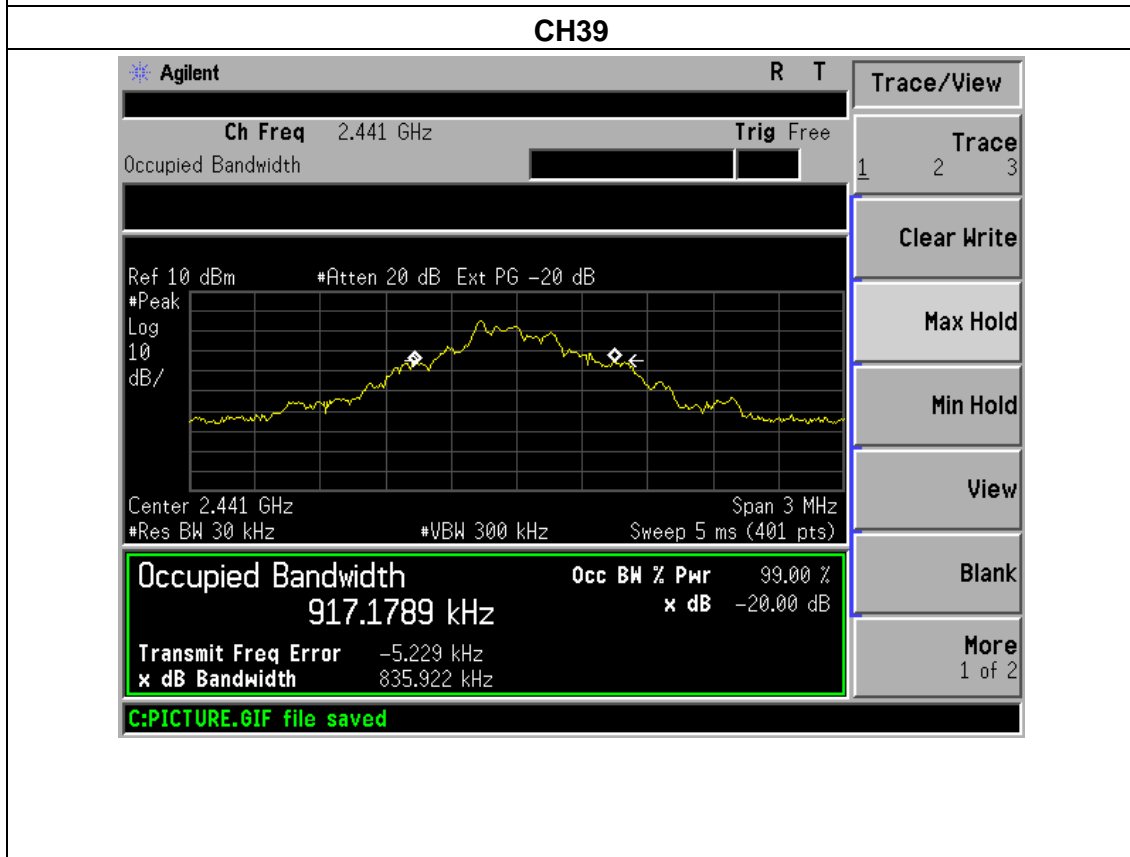 CH39
Agilent R T
Trace/View
Ch Freq 2.441 GHz Trig Free
Occupied Bandwidth
Trace
1 2 3
Clear Write
Ref 10 dBm #Atten 20 dB Ext PG -20 dB
#Peak
Log
10
dB/
Max Hold
Min Hold
View
Center 2.441 GHz Span 3 MHz
#Res BW 30 kHz #VBW 300 kHz Sweep 5 ms (401 pts)
Occupied Bandwidth Occ BW % Pwr 99.00 %
917.1789 kHz x dB -20.00 dB
Blank
Transmit Freq Error -5.229 kHz
x dB Bandwidth 835.922 kHz
More
1 of 2
C:PICTURE.GIF file saved